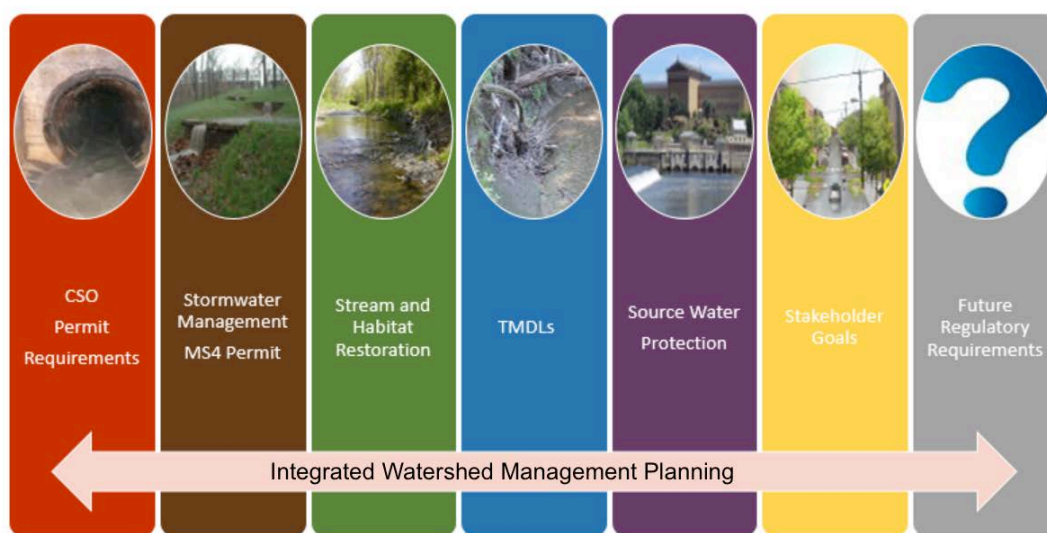 CSO
Permit
Requirements
Stormwater
Management
MS4 Permit
Stream and
Habitat
Restoration
TMDLs
Source Water
Protection
Stakeholder
Goals
Future
Regulatory
Requirements
Integrated Watershed Management Planning